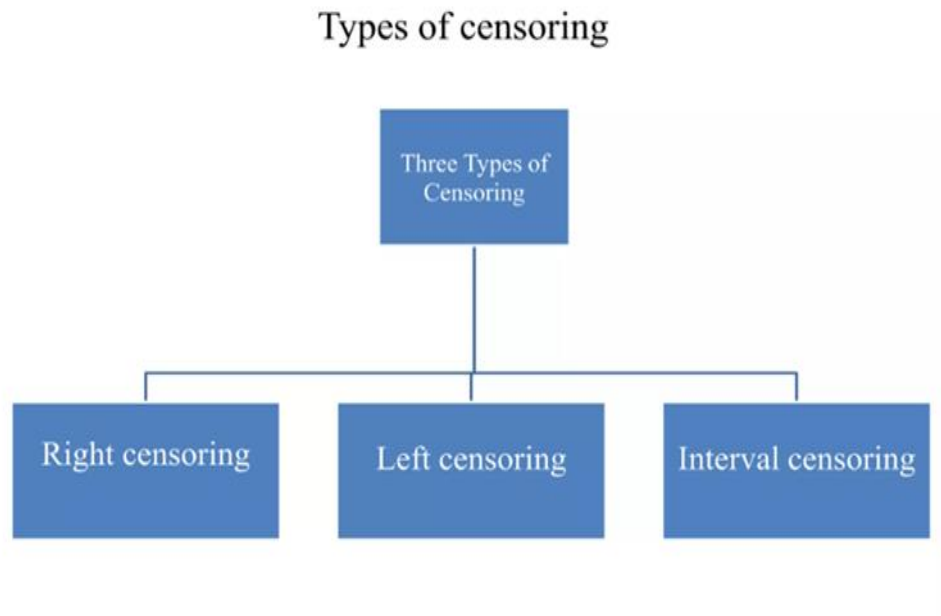 Types of censoring
Three Types of
Censoring
Right censoring
Left censoring
Interval censoring